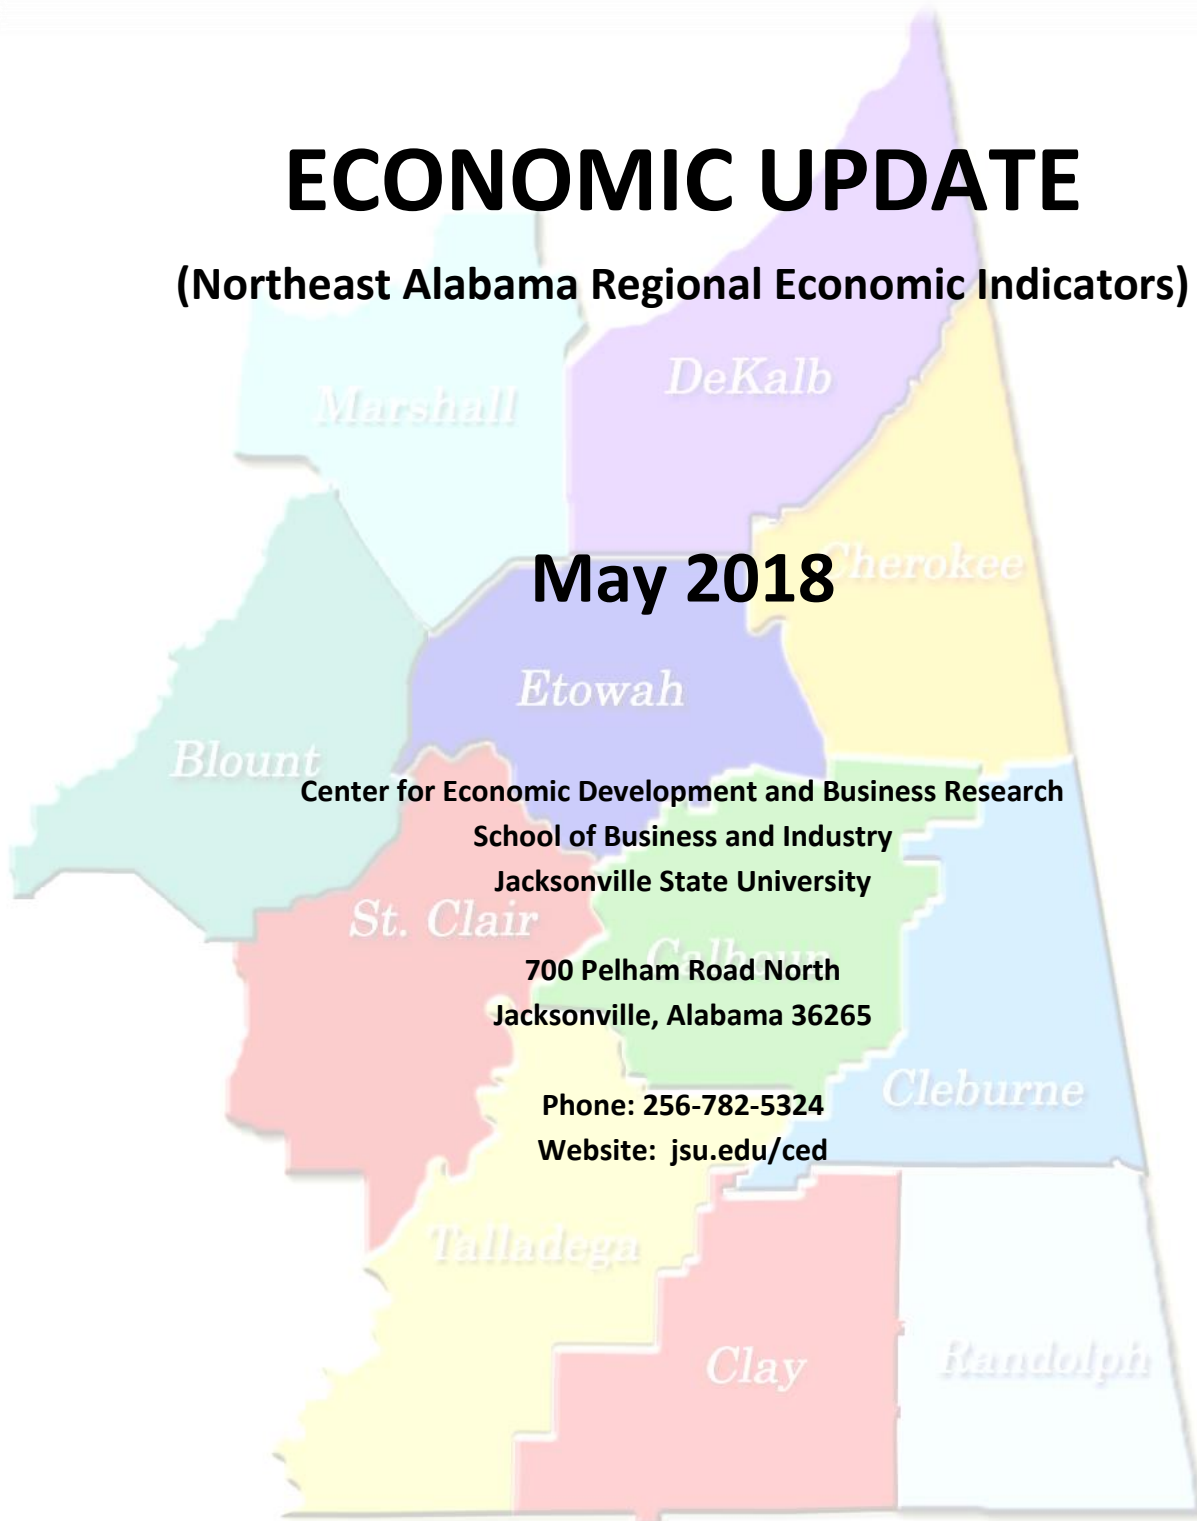 ECONOMIC UPDATE
(Northeast Alabama Regional Economic Indicators)
Marshall
DeKalb
May 2018
Cherokee
Etowah
Blount
Center for Economic Development and Business Research
School of Business and Industry
Jacksonville State University
St. Clair
Calhoun
700 Pelham Road North
Jacksonville, Alabama 36265
Cleburne
Phone: 256-782-5324
Website: jsu.edu/ced
Talladega
Clay
Randolph